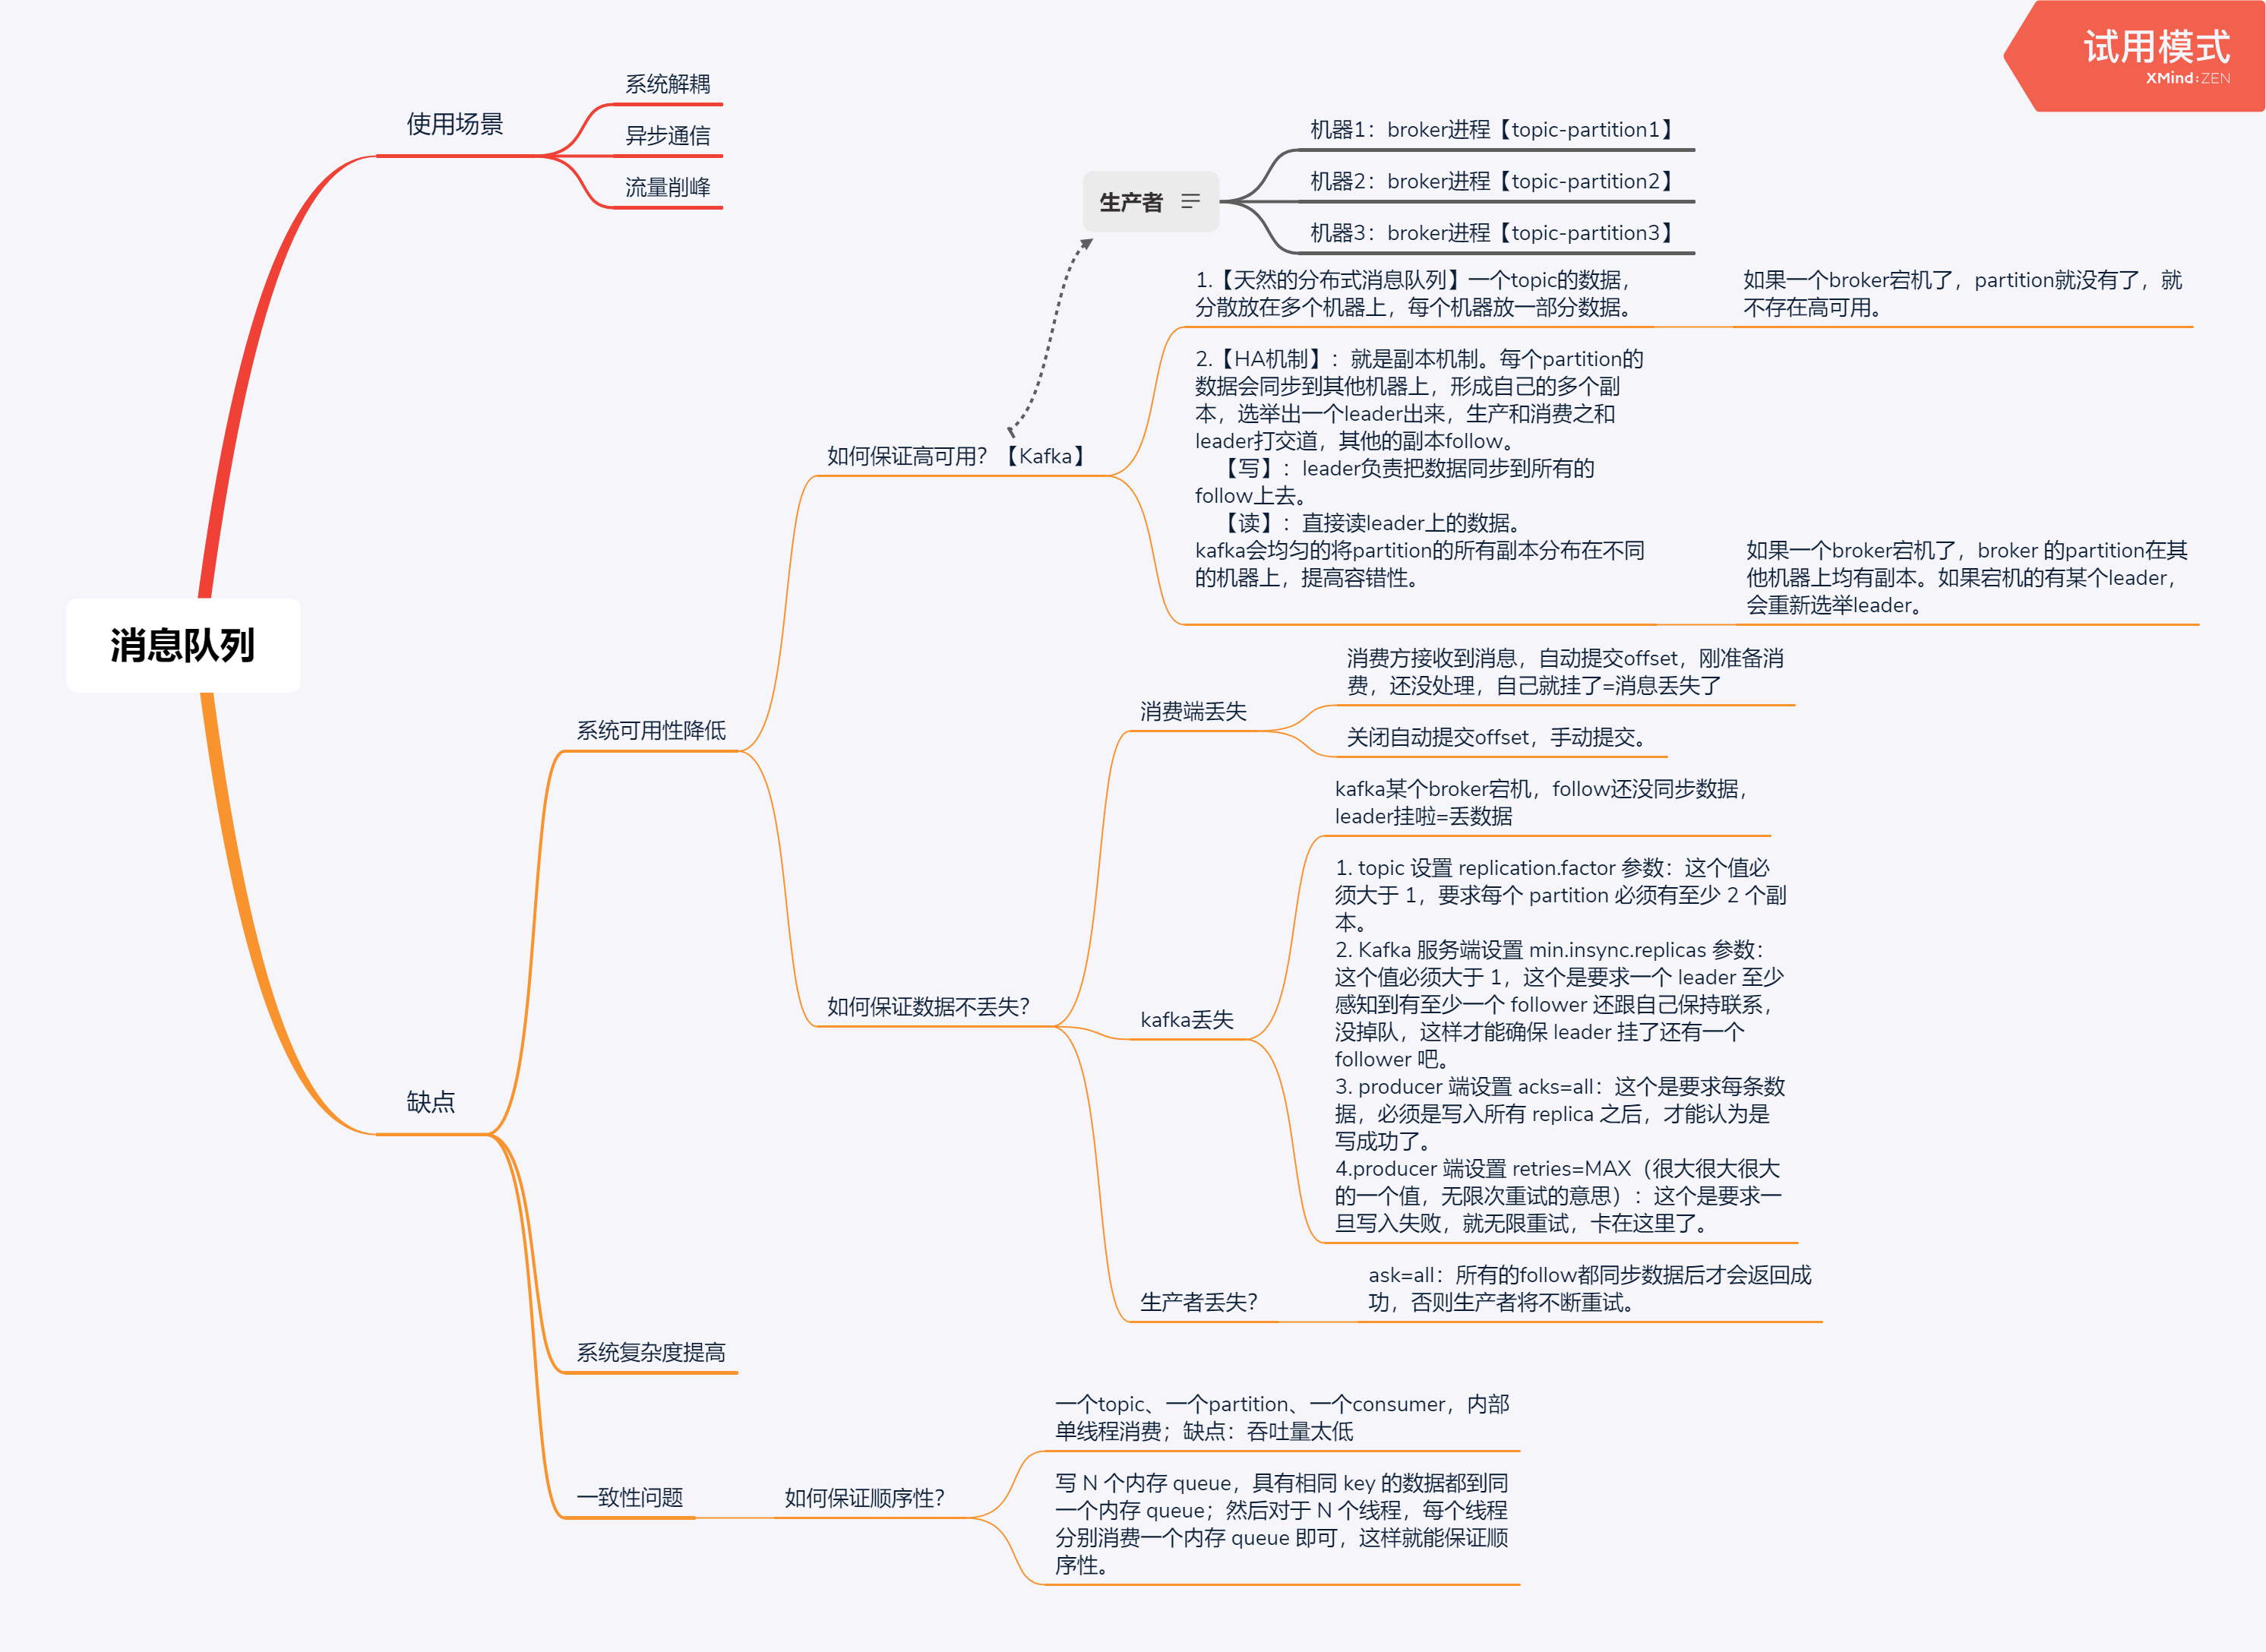 试用模式
XMind:ZEN
消息队列
使用场景
系统解耦
异步通信
流量削峰
生产者
机器1：broker进程【topic-partition1】
机器2：broker进程【topic-partition2】
机器3：broker进程【topic-partition3】
缺点
系统可用性降低
如何保证高可用？【Kafka】
1.【天然的分布式消息队列】一个topic的数据，
分散放在多个机器上，每个机器放一部分数据。
如果一个broker宕机了，partition就没有了，就
不存在高可用。
2.【HA机制】：就是副本机制。每个partition的
数据会同步到其他机器上，形成自己的多个副
本，选举出一个leader出来，生产和消费之和
leader打交道，其他的副本follow。
【写】：leader负责把数据同步到所有的
follow上去。
【读】：直接读leader上的数据。
kafka会均匀的将partition的所有副本分布在不同
的机器上，提高容错性。
如果一个broker宕机了，broker 的partition在其
他机器上均有副本。如果宕机的有某个leader，
会重新选举leader。
如何保证数据不丢失？
消费端丢失
消费方接收到消息，自动提交offset，刚准备消
费，还没处理，自己就挂了=消息丢失了
关闭自动提交offset，手动提交。
kafka丢失
kafka某个broker宕机，follow还没同步数据，
leader挂啦=丢数据
1. topic 设置 replication.factor 参数：这个值必
须大于 1，要求每个 partition 必须有至少 2 个副
本。
2. Kafka 服务端设置 min.insync.replicas 参数：
这个值必须大于 1，这个是要求一个 leader 至少
感知到有至少一个 follower 还跟自己保持联系，
没掉队，这样才能确保 leader 挂了还有一个
follower 吧。
3. producer 端设置 acks=all：这个是要求每条数
据，必须是写入所有 replica 之后，才能认为是
写成功了。
4.producer 端设置 retries=MAX（很大很大很大
的一个值，无限次重试的意思）：这个是要求一
旦写入失败，就无限重试，卡在这里了。
生产者丢失？
ask=all：所有的follow都同步数据后才会返回成
功，否则生产者将不断重试。
系统复杂度提高
一致性问题
如何保证顺序性？
一个topic、一个partition、一个consumer，内部
单线程消费；缺点：吞吐量太低
写 N 个内存 queue，具有相同 key 的数据都到同
一个内存 queue；然后对于 N 个线程，每个线程
分别消费一个内存 queue 即可，这样就能保证顺
序性。